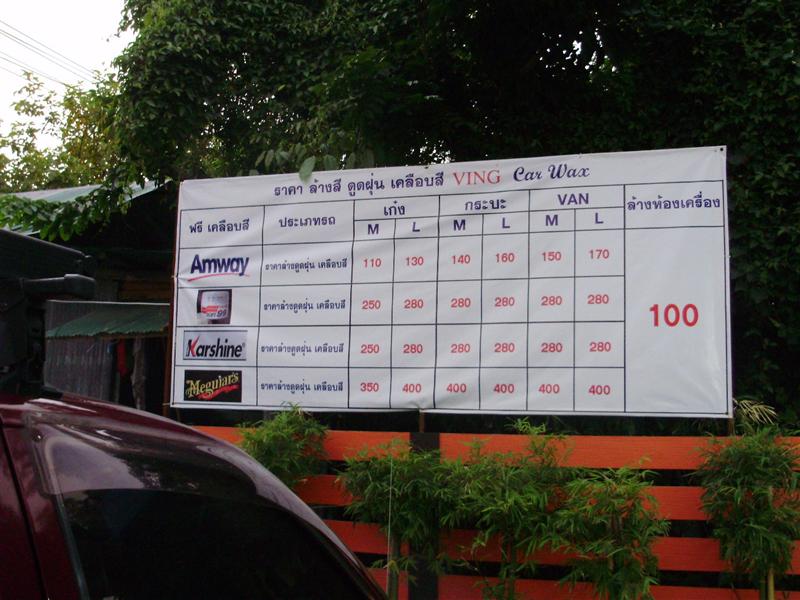 ราคา ล้างสี ดูดฝุ่น เคลือบสี VING Car Wax
ฟรี เคลือบสี ประเภทรถ เก๋ง กระบะ VAN ล้างห้องเครื่อง
M L M L M L
Amway ราคาล้างดูดฝุ่น เคลือบสี 110 130 140 160 150 170
ราคาล้างดูดฝุ่น เคลือบสี 250 280 280 280 280 280
100
Karshine ราคาล้างดูดฝุ่น เคลือบสี 250 280 280 280 280 280
Meguiar's ราคาล้างดูดฝุ่น เคลือบสี 350 400 400 400 400 400